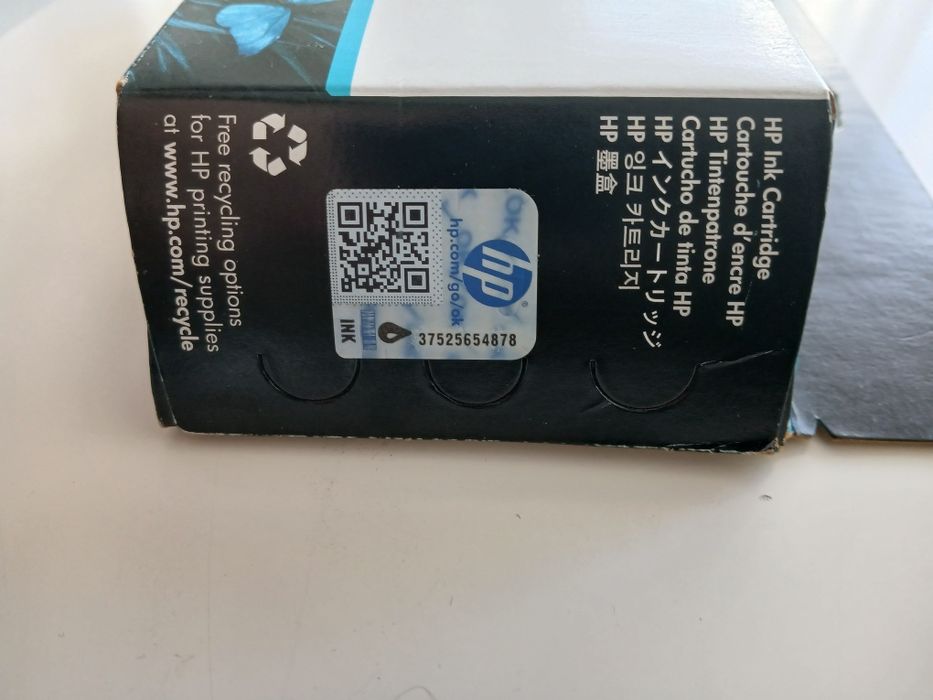 HP Ink Cartridge
Cartouche d'encre HP
HP Tintenpatrone
Cartucho de tinta HP
HP インクカートリッジ
HP 잉크 카트리지
HP 墨盒
hp
hp.com/go/ok
OK
37525654878
INK
Free recycling options
for HP printing supplies
at www.hp.com/recycle